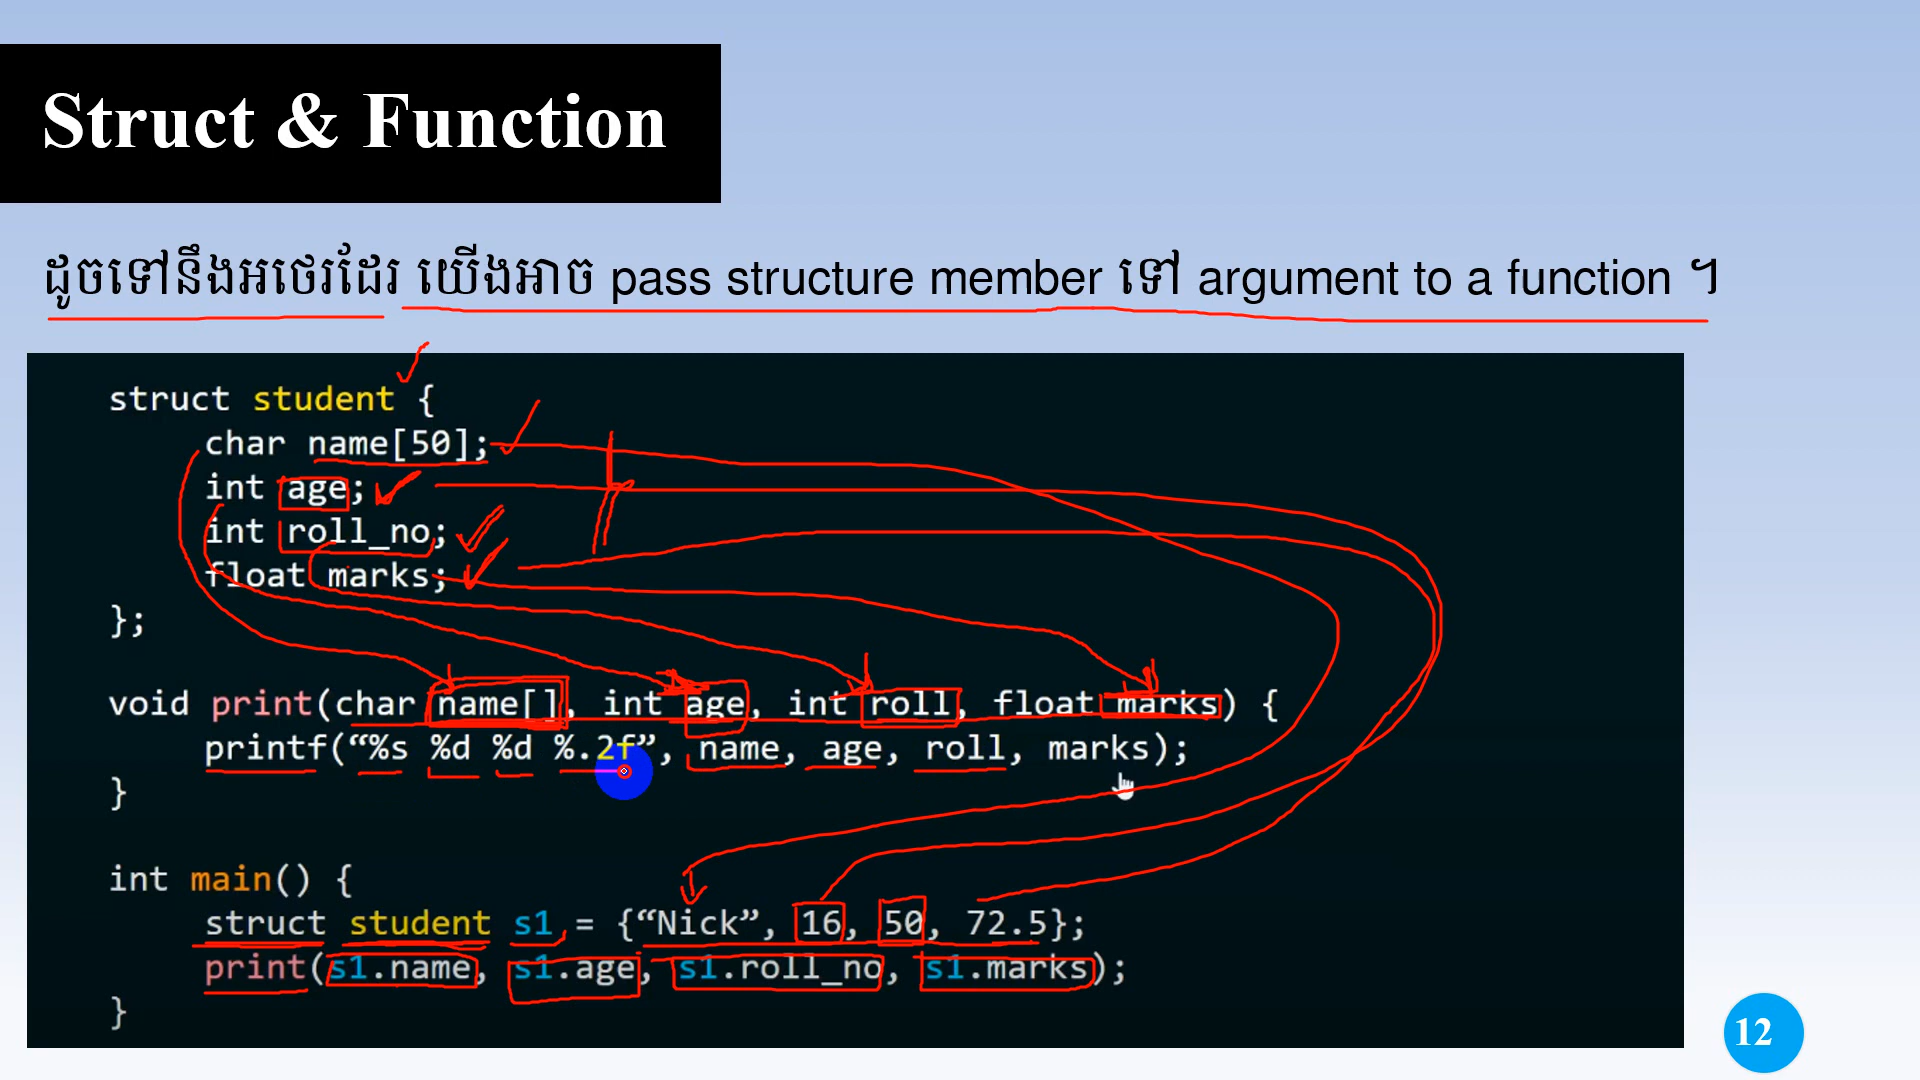 Struct & Function
ដូចទៅនឹងអថេរដែរ យើងអាច pass structure member ទៅ argument to a function ។
struct student {
char name[50];
int age;
int roll_no;
float marks;
};
void print(char name[], int age, int roll, float marks) {
printf(“%s %d %d %.2f”, name, age, roll, marks);
}
int main() {
struct student s1 = {“Nick”, 16, 50, 72.5};
print(s1.name, s1.age, s1.roll_no, s1.marks);
}
12